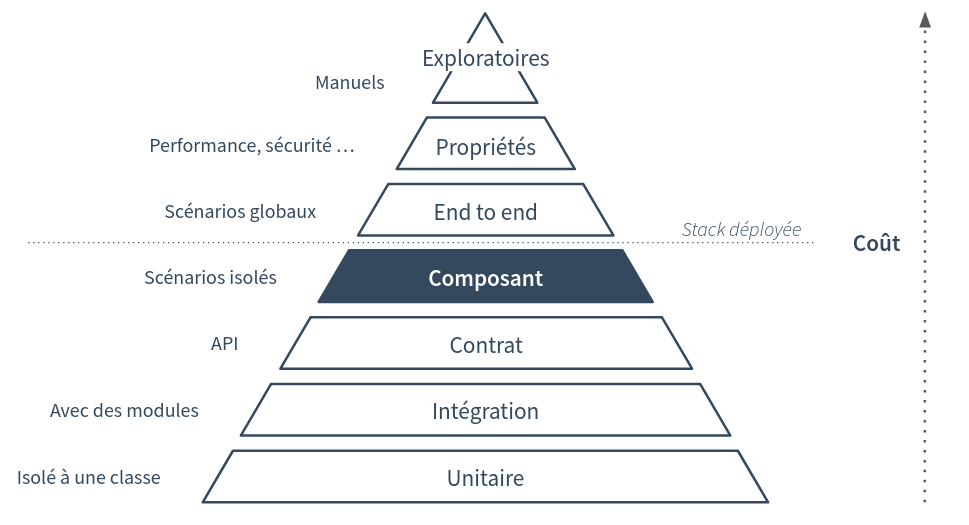 Exploratoires
Manuels
Performance, sécurité …
Propriétés
Scénarios globaux
End to end
Stack déployée
Coût
Scénarios isolés
Composant
API
Contrat
Avec des modules
Intégration
Isolé à une classe
Unitaire